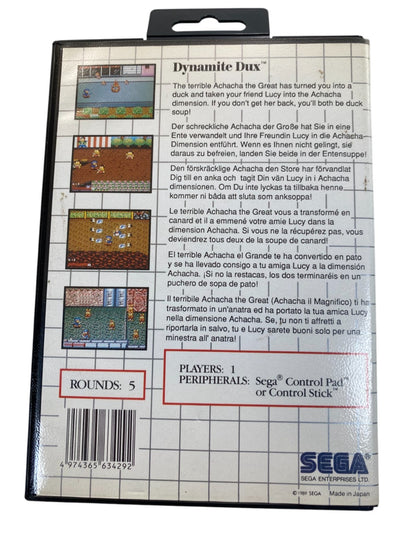 Dynamite Dux™
The terrible Achacha the Great has turned you into a
duck and taken your friend Lucy into the Achacha
dimension. If you don't get her back, you'll both be duck
soup!
Der schreckliche Achacha der Große hat Sie in eine
Ente verwandelt und Ihre Freundin Lucy in die Achacha-
Dimension entführt. Wenn es Ihnen nicht gelingt, sie
daraus zu befreien, landen Sie beide in der Entensuppe!
Den förskräcklige Achacha den Store har förvandlat
Dig till en anka och tagit Din vän Lucy in i Achacha
dimensionen. Om Du inte lyckas ta tillbaka henne
kommer ni båda att sluta som anksoppa!
Le terrible Achacha the Great vous a transformé en
canard et il a emmené votre amie Lucy dans la
dimension Achacha. Si vous ne la récupérez pas, vous
deviendrez tous deux de la soupe de canard!
El terrible Achacha el Grande te ha convertido en pato
y se ha llevado consigo a tu amiga Lucy a la dimensión
Achacha. ¡Si no la restacas, los dos terminaréis en un
puchero de sopa de pato!
Il terribile Achacha the Great (Achacha il Magnifico) ti ha
trasformato in un'anatra ed ha portato la tua amica Lucy
nella dimensione Achacha. Se, tu non ti affretti a
riportarla in salvo, tu e Lucy sarete buoni solo per una
minestra all' anatra!
ROUNDS: 5
PLAYERS: 1
PERIPHERALS: Sega® Control Pad™
or Control Stick™
4 974365 634292
SEGA
SEGA ENTERPRISES LTD.
© 1989 SEGA Made in Japan